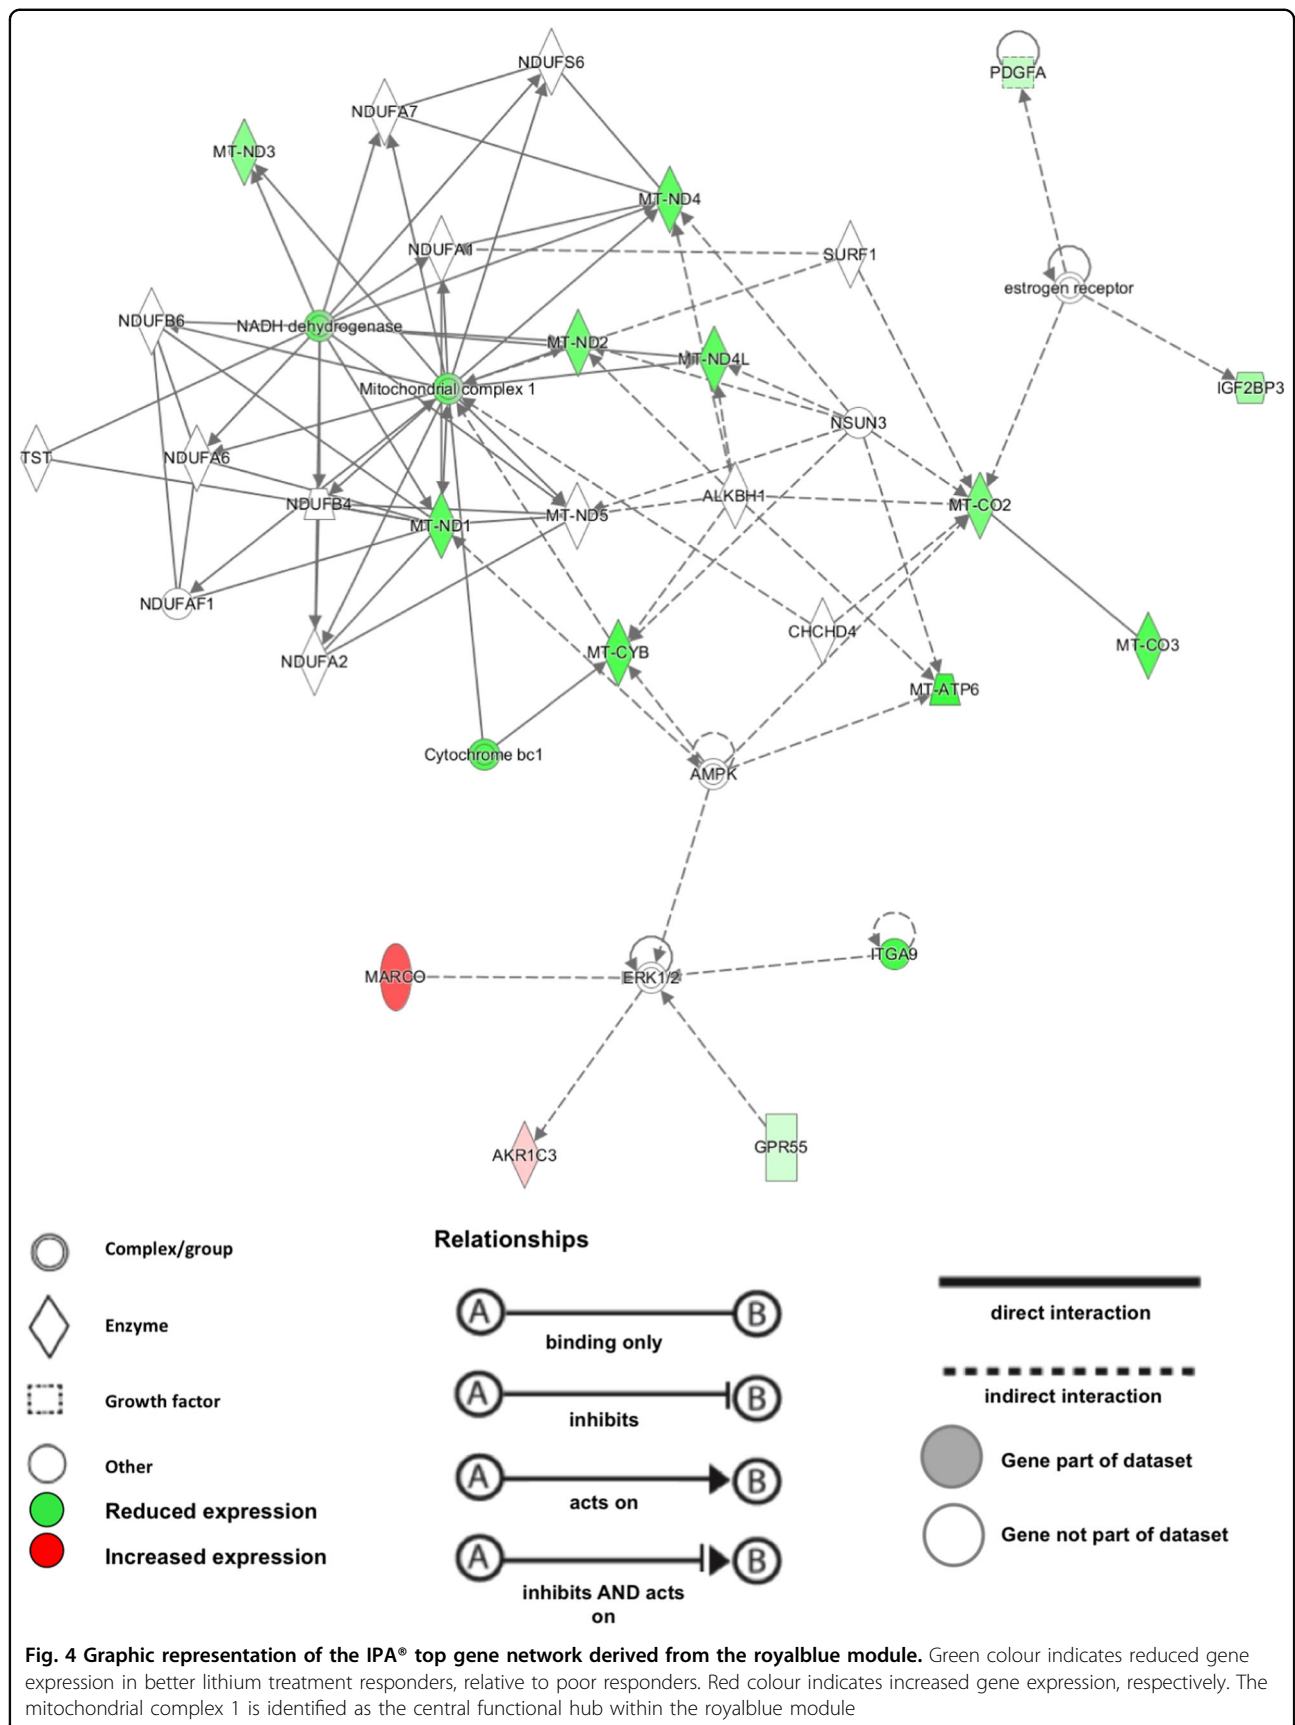 NDUFS6
PDGFA
NDUFA7
MT-ND3
MT-ND4
NDUFA1
SURF1
estrogen receptor
NDUFB6
NADH dehydrogenase
MT-ND2
MT-ND4L
Mitochondrial complex 1
IGF2BP3
NSUN3
TST
NDUFA6
NDUFB4
MT-ND1
MT-ND5
ALKBH1
MT-CO2
NDUFAF1
CHCHD4
NDUFA2
MT-CYB
MT-CO3
MT-ATP6
Cytochrome bc1
AMPK
MARCO
ERK1/2
ITGA9
AKR1C3
GPR55
Complex/group
Enzyme
Growth factor
Other
Reduced expression
Increased expression
Relationships
A B
binding only
A B
inhibits
A B
acts on
A B
inhibits AND acts
on
direct interaction
indirect interaction
Gene part of dataset
Gene not part of dataset
Fig. 4 Graphic representation of the IPA® top gene network derived from the royalblue module. Green colour indicates reduced gene
expression in better lithium treatment responders, relative to poor responders. Red colour indicates increased gene expression, respectively. The
mitochondrial complex 1 is identified as the central functional hub within the royalblue module